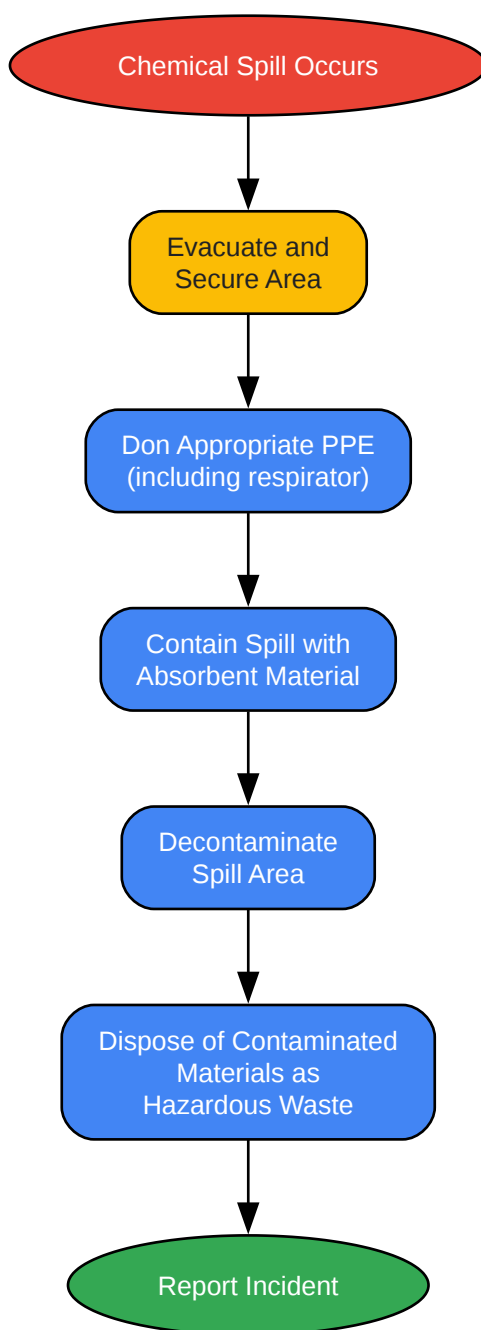 Chemical Spill Occurs
Evacuate and
Secure Area
Don Appropriate PPE
(including respirator)
Contain Spill with
Absorbent Material
Decontaminate
Spill Area
Dispose of Contaminated
Materials as
Hazardous Waste
Report Incident